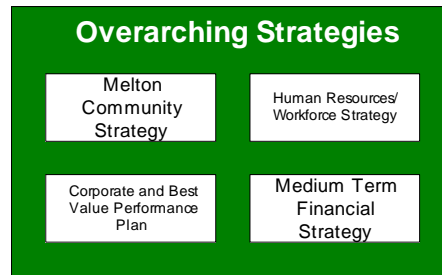 Overarching Strategies
Melton
Community
Strategy
Human Resources/
Workforce Strategy
Corporate and Best
Value Performance
Plan
Medium Term
Financial
Strategy